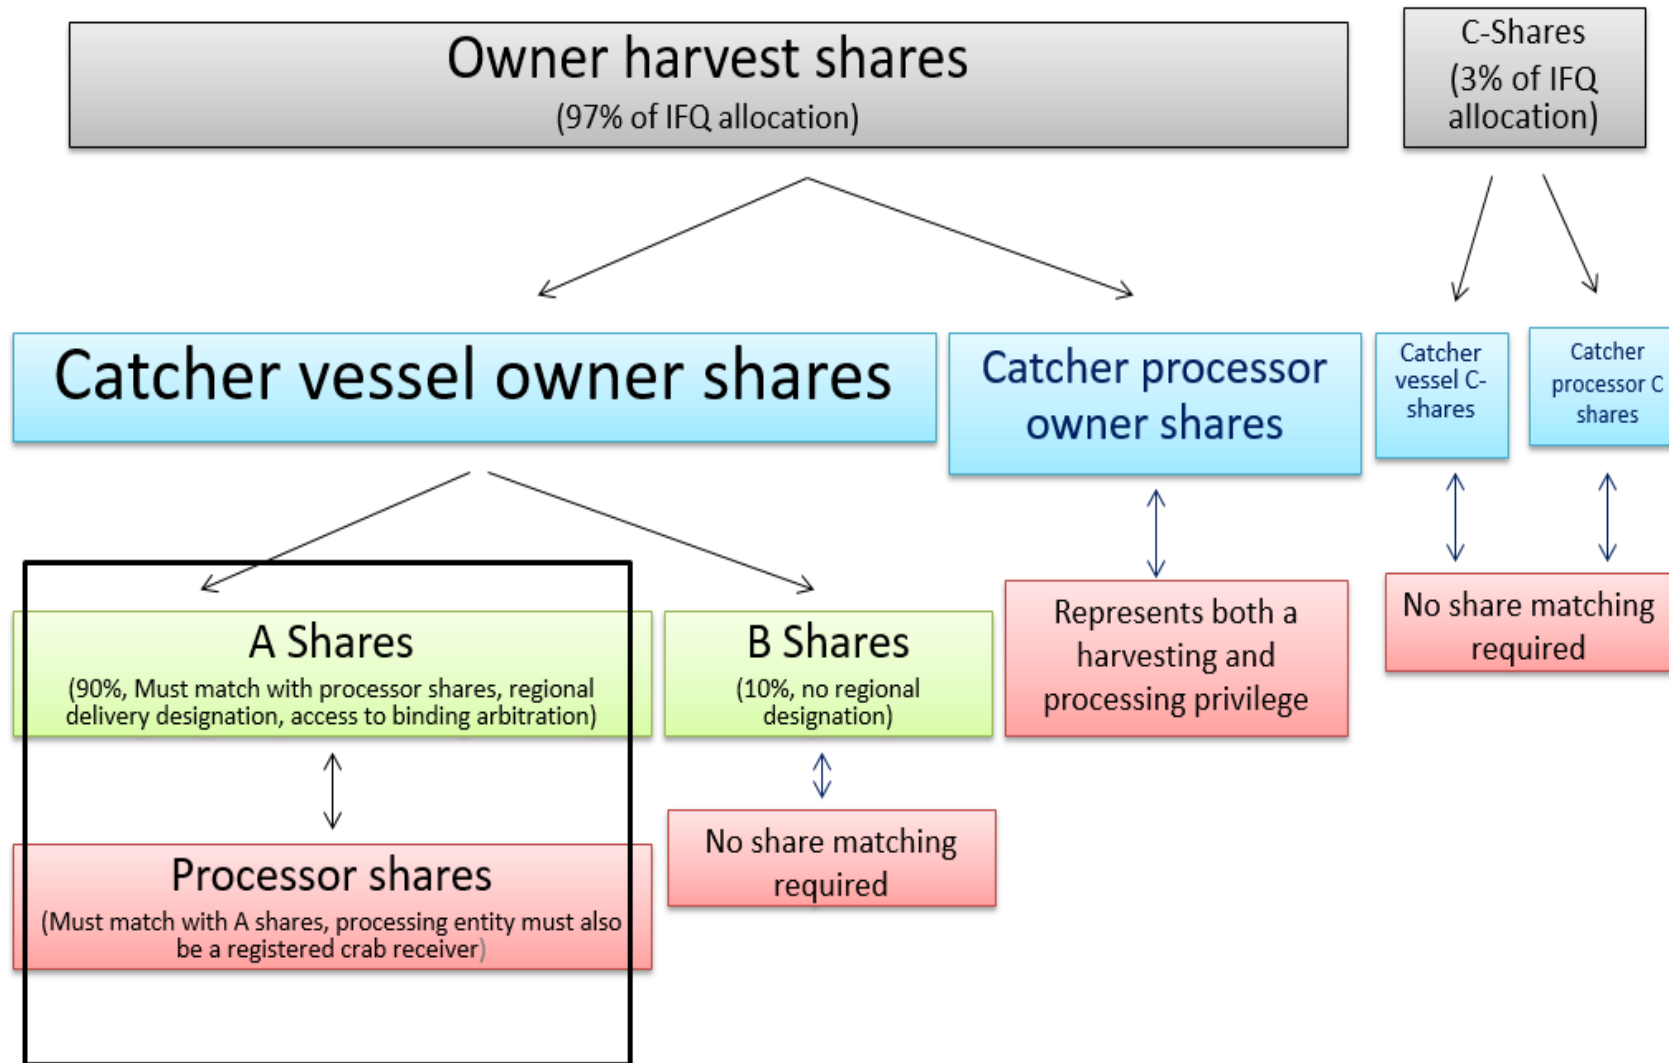 Owner harvest shares
(97% of IFQ allocation)
C-Shares
(3% of IFQ
allocation)
Catcher vessel owner shares
Catcher processor
owner shares
Catcher
vessel C-
shares
Catcher
processor C
shares
A Shares
(90%, Must match with processor shares, regional
delivery designation, access to binding arbitration)
B Shares
(10%, no regional
designation)
Represents both a
harvesting and
processing privilege
No share matching
required
Processor shares
(Must match with A shares, processing entity must also
be a registered crab receiver)
No share matching
required